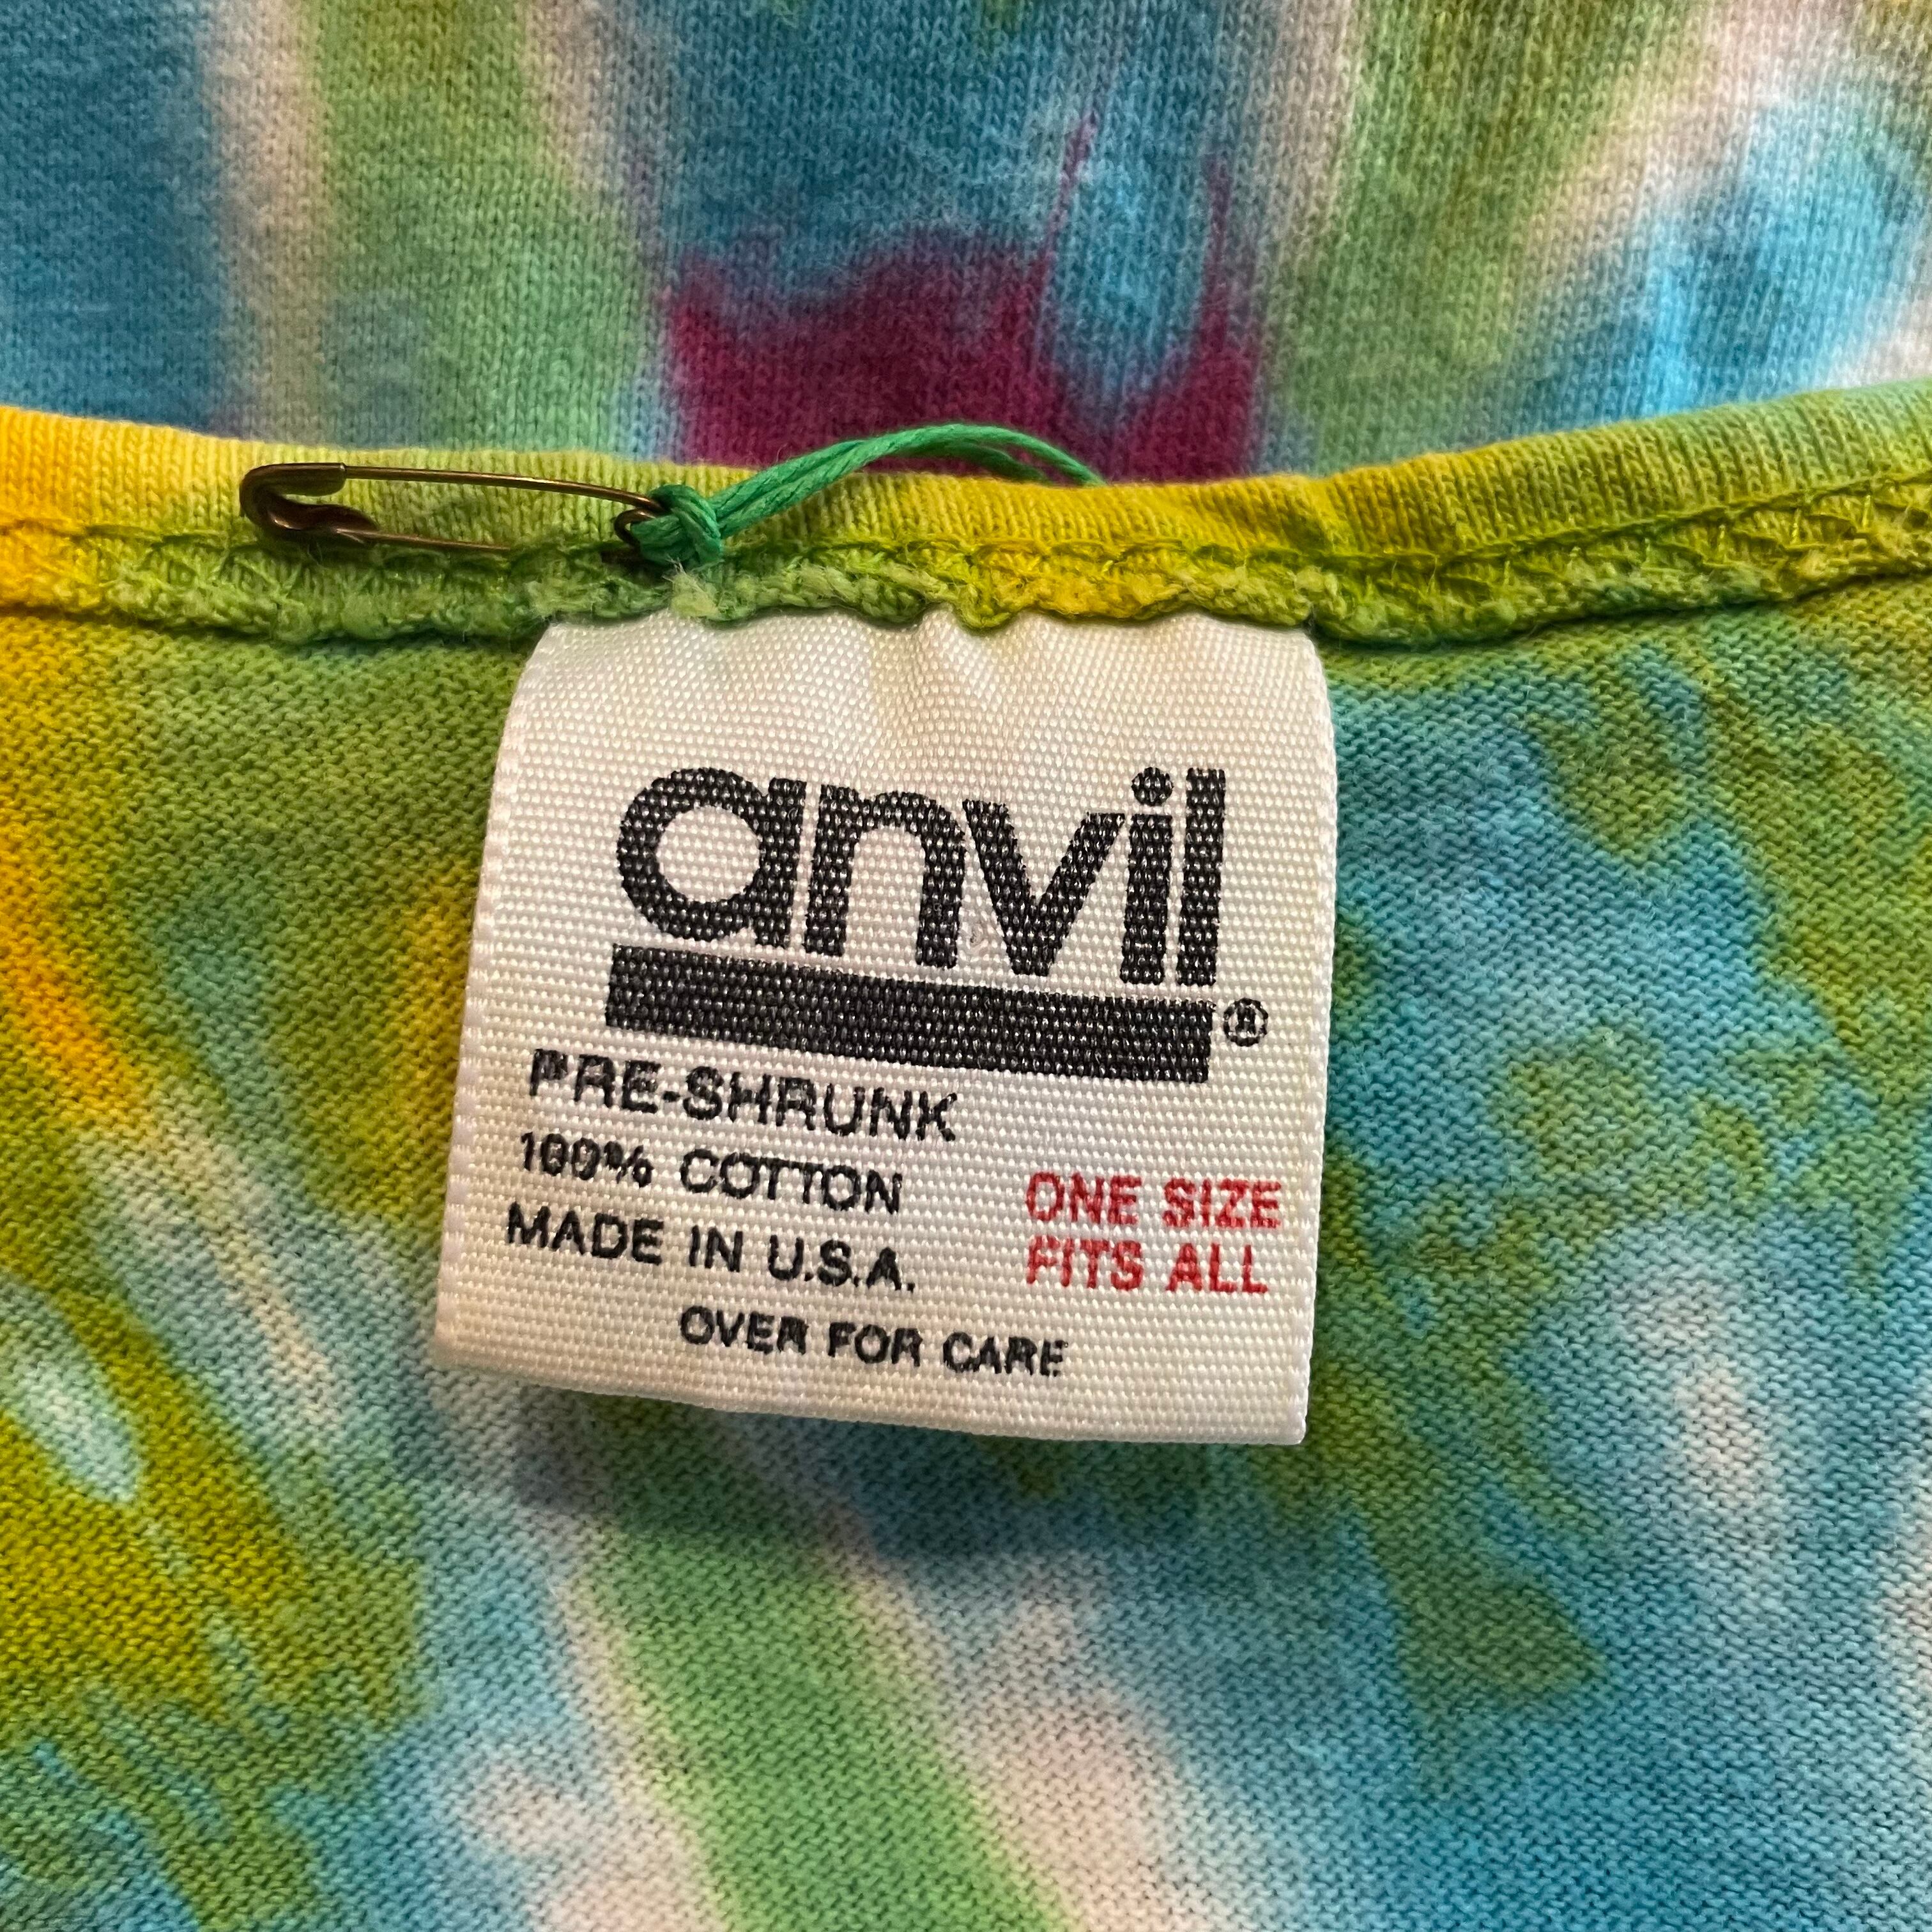 anvil®
PRE-SHRUNK
100% COTTON
MADE IN U.S.A.
ONE SIZE
FITS ALL
OVER FOR CARE